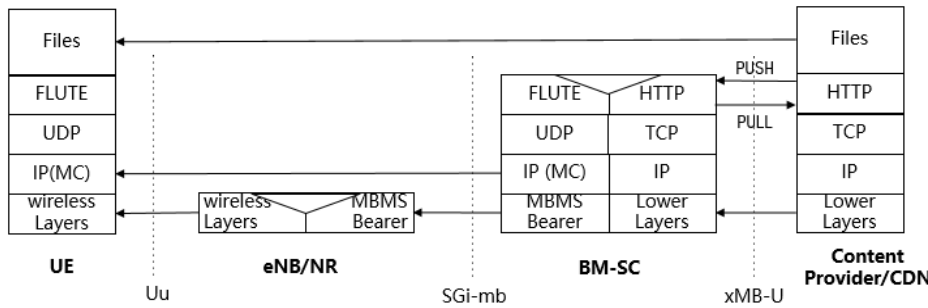 Files
FLUTE
UDP
IP(MC)
wireless
Layers
UE
Uu
wireless
Layers
MBMS
Bearer
eNB/NR
SGi-mb
FLUTE
HTTP
UDP
TCP
IP (MC)
IP
MBMS
Bearer
Lower
Layers
BM-SC
PUSH
PULL
xMB-U
Files
HTTP
TCP
IP
Lower
Layers
Content
Provider/CDN